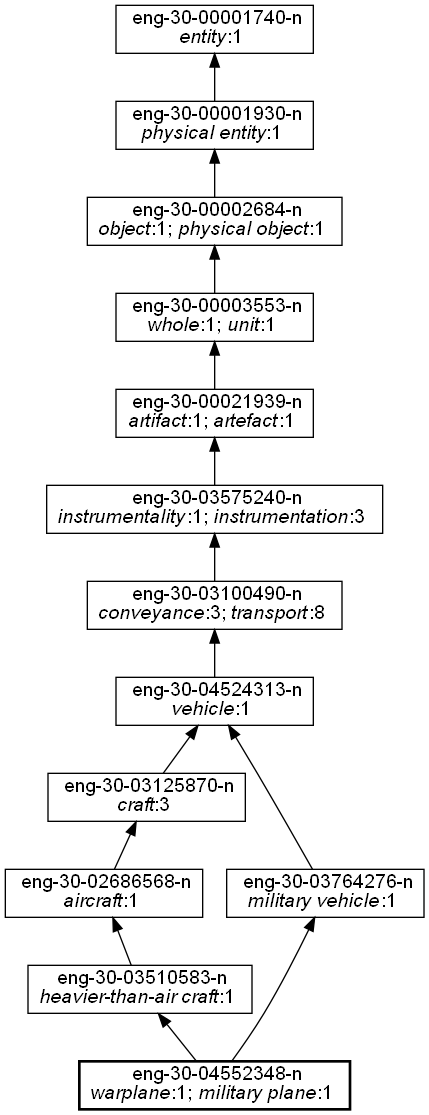 eng-30-00001740-n
entity:1
eng-30-00001930-n
physical entity:1
eng-30-00002684-n
object:1; physical object:1
eng-30-00003553-n
whole:1; unit:1
eng-30-00021939-n
artifact:1; artefact:1
eng-30-03575240-n
instrumentality:1; instrumentation:3
eng-30-03100490-n
conveyance:3; transport:8
eng-30-04524313-n
vehicle:1
eng-30-03125870-n
craft:3
eng-30-02686568-n
aircraft:1
eng-30-03764276-n
military vehicle:1
eng-30-03510583-n
heavier-than-air craft:1
eng-30-04552348-n
warplane:1; military plane:1